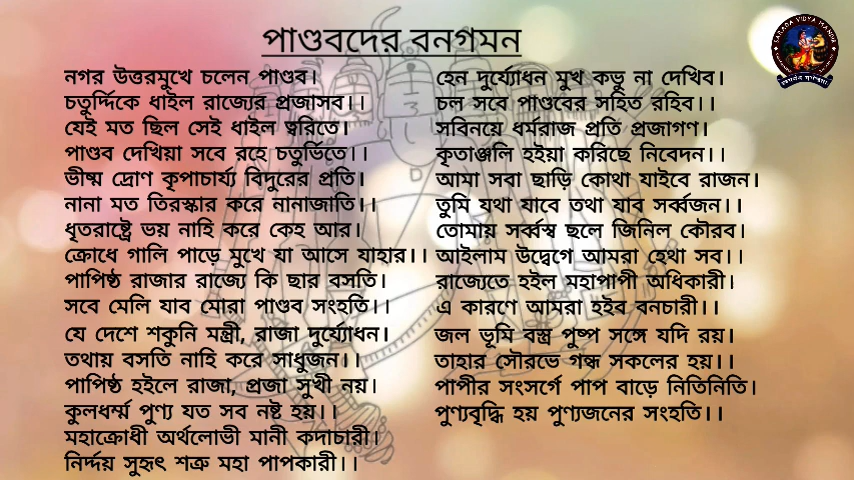 পাণ্ডবদের বনগমন
নগর উত্তরমুখে চলেন পাণ্ডব।
চতুর্দ্দিকে ধাইল রাজ্যের প্রজাসব।।
যেই মত ছিল সেই ধাইল ত্বরিতে।
পাণ্ডব দেখিয়া সবে রহে চতুর্ভিতে।।
ভীষ্ম দ্রোণ কৃপাচার্য্য বিদুরের প্রতি।
নানা মত তিরস্কার করে নানাজাতি।।
ধৃতরাষ্ট্রে ভয় নাহি করে কেহ আর।
ক্রোধে গালি পাড়ে মুখে যা আসে যাহার।।
পাপিষ্ঠ রাজার রাজ্যে কি ছার বসতি।
সবে মেলি যাব মোরা পাণ্ডব সংহতি।।
যে দেশে শকুনি মন্ত্রী, রাজা দুর্য্যোধন।
তথায় বসতি নাহি করে সাধুজন।।
পাপিষ্ঠ হইলে রাজা, প্রজা সুখী নয়।
কুলধর্ম্ম পুণ্য যত সব নষ্ট হয়।।
মহাক্রোধী অর্থলোভী মানী কদাচারী।
নির্দ্দয় সুহৃৎ শত্রু মহা পাপকারী।।
হেন দুর্য্যোধন মুখ কভু না দেখিব।
চল সবে পাণ্ডবের সহিত রহিব।।
সবিনয়ে ধর্মরাজ প্রতি প্রজাগণ।
কৃতাঞ্জলি হইয়া করিছে নিবেদন।।
আমা সবা ছাড়ি কোথা যাইবে রাজন।
তুমি যথা যাবে তথা যাব সর্ব্বজন।।
তোমায় সর্ব্বস্ব ছলে জিনিল কৌরব।
আইলাম উদ্বেগে আমরা হেথা সব।।
রাজ্যেতে হইল মহাপাপী অধিকারী।
এ কারণে আমরা হইব বনচারী।।
জল ভূমি বস্ত্র পুষ্প সঙ্গে যদি রয়।
তাহার সৌরভে গন্ধ সকলের হয়।।
পাপীর সংসর্গে পাপ বাড়ে নিতিনিতি।
পুণ্যবৃদ্ধি হয় পুণ্যজনের সংহতি।।
SARADA VIDYA MANDIR